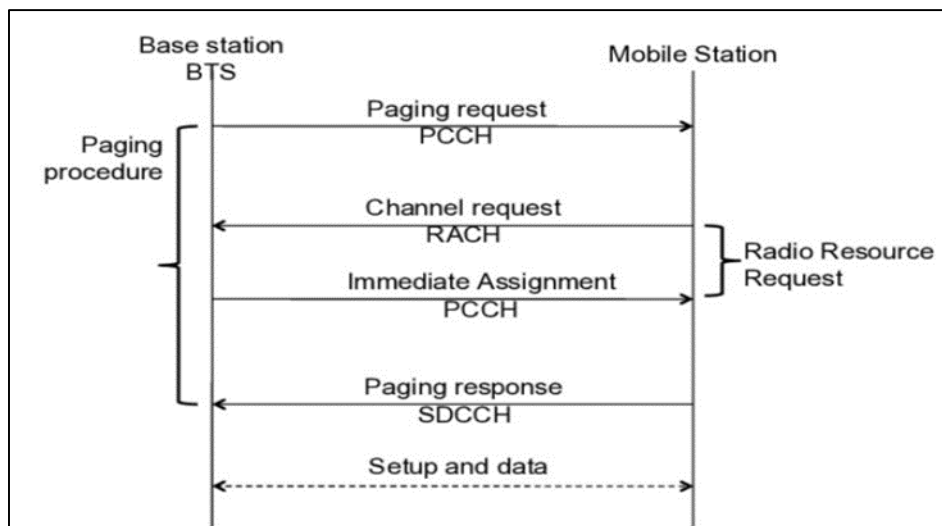 Base station
BTS
Mobile Station
Paging request
PCCH
Paging
procedure
Channel request
RACH
Radio Resource
Request
Immediate Assignment
PCCH
Paging response
SDCCH
Setup and data